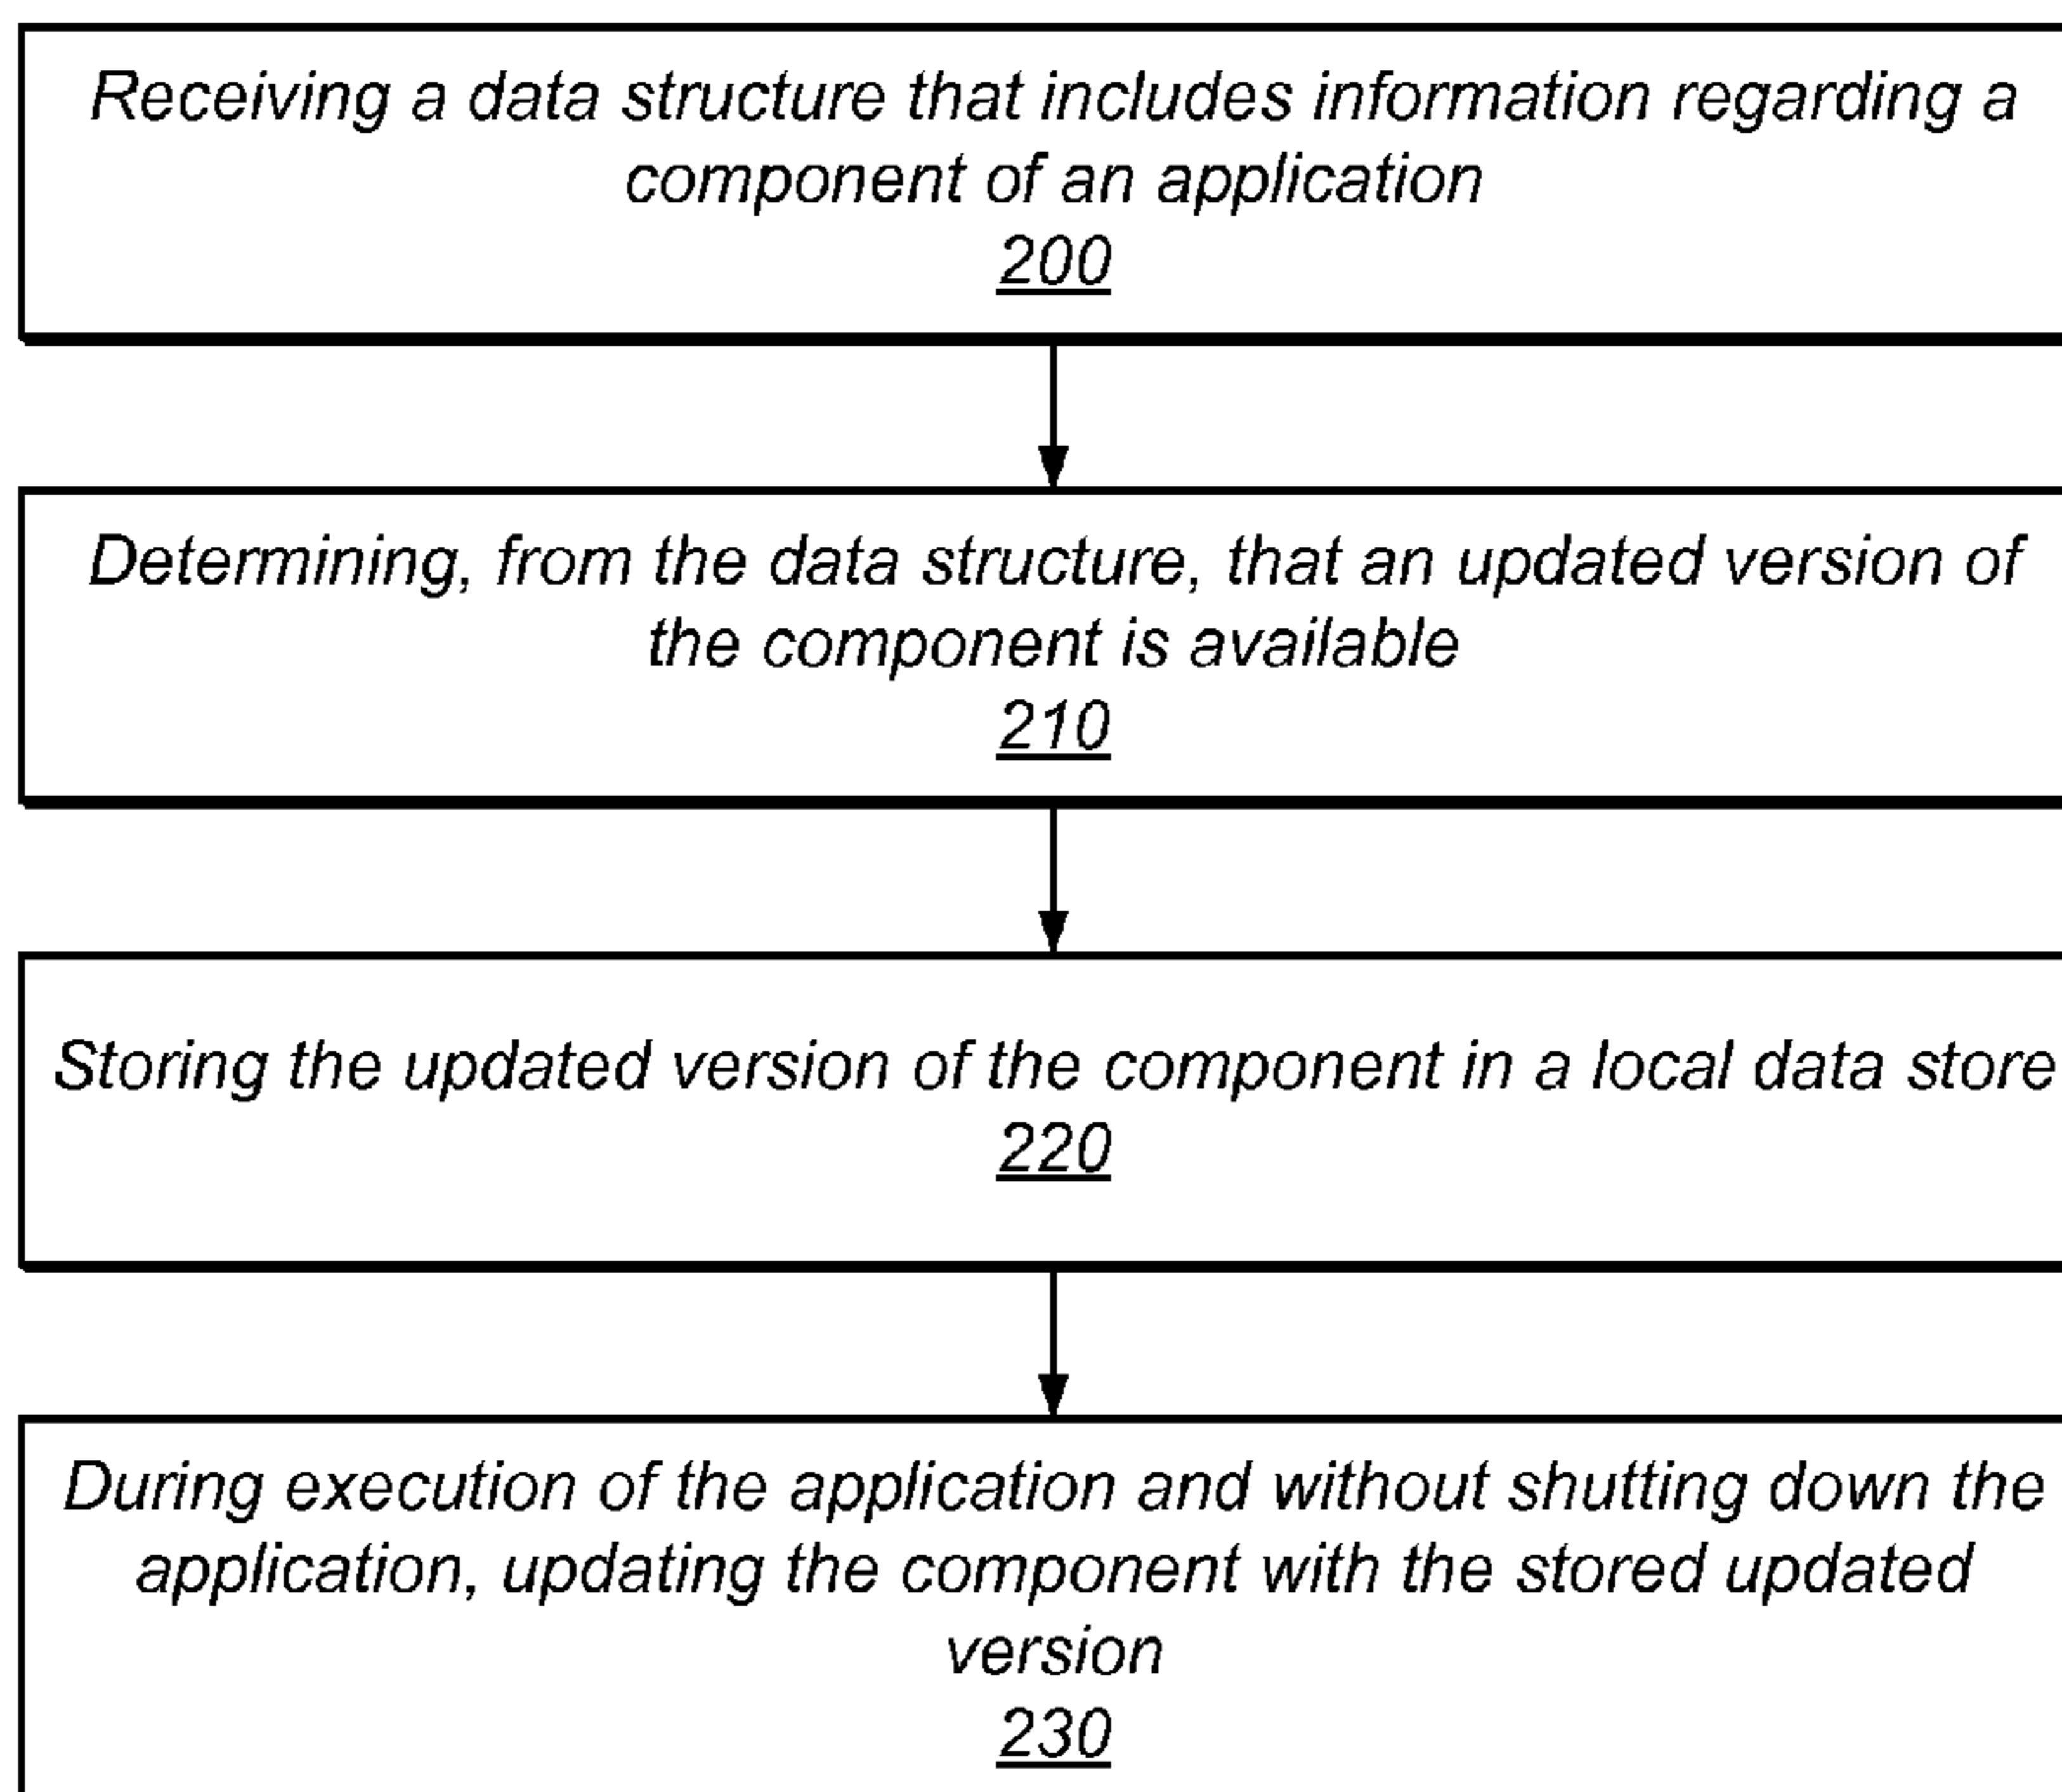 Receiving a data structure that includes information regarding a
component of an application
200
Determining, from the data structure, that an updated version of
the component is available
210
Storing the updated version of the component in a local data store
220
During execution of the application and without shutting down the
application, updating the component with the stored updated
version
230